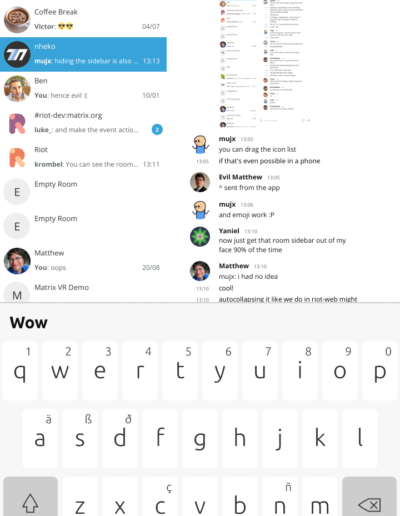 Coffee Break
Victor: 😎😎 04/07
nheko
mujx: hiding the sidebar is also ... 13:13
Ben
You: hence evil :( 10/01
#riot-dev:matrix.org
luke_: and make the event actio... 2
Riot
krombel: You can see the room... 13:11
E Empty Room
E Empty Room
Matthew
You: oops 20/08
M Matrix VR Demo
mujx 13:05
you can drag the icon list
13:05 if that's even possible in a phone
Evil Matthew 13:05
^ sent from the app
mujx 13:06
and emoji work :P
Yaniel 13:10
now just get that room sidebar out of my
face 90% of the time
Matthew 13:10
mujx: i had no idea
13:10 cool!
13:10 autocollapsing it like we do in riot-web might
Wow
1 2 3 4 5 6 7 8 9 0
q w e r t y u i o p
ä ß ð
a s d f g h j k l
ç ñ
z x c v b n m